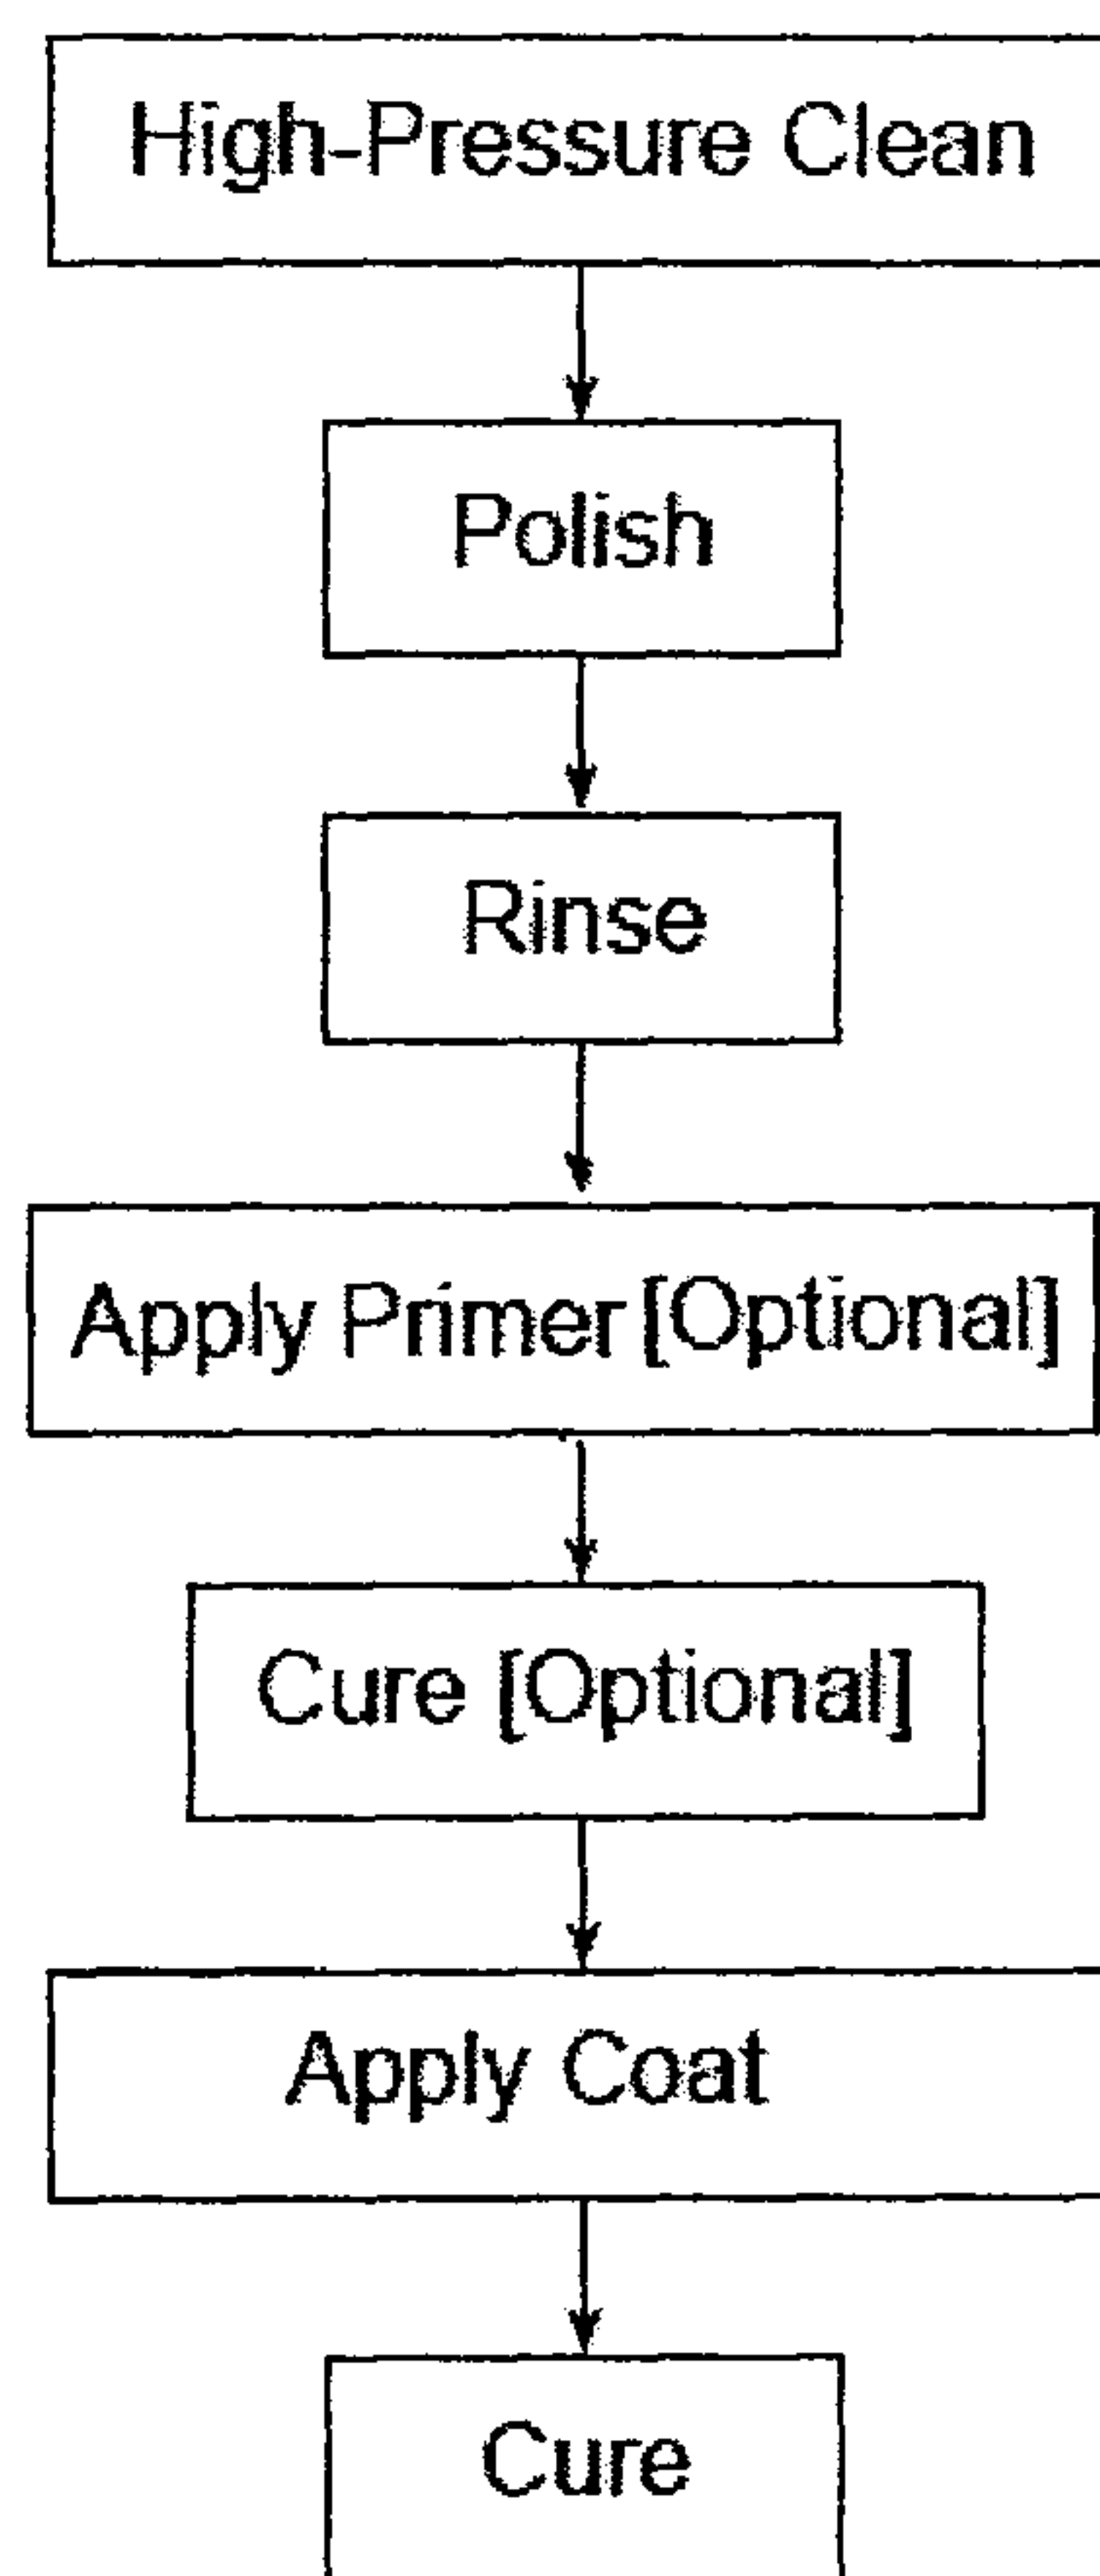 High-Pressure Clean
Polish
Rinse
Apply Primer [Optional]
Cure [Optional]
Apply Coat
Cure